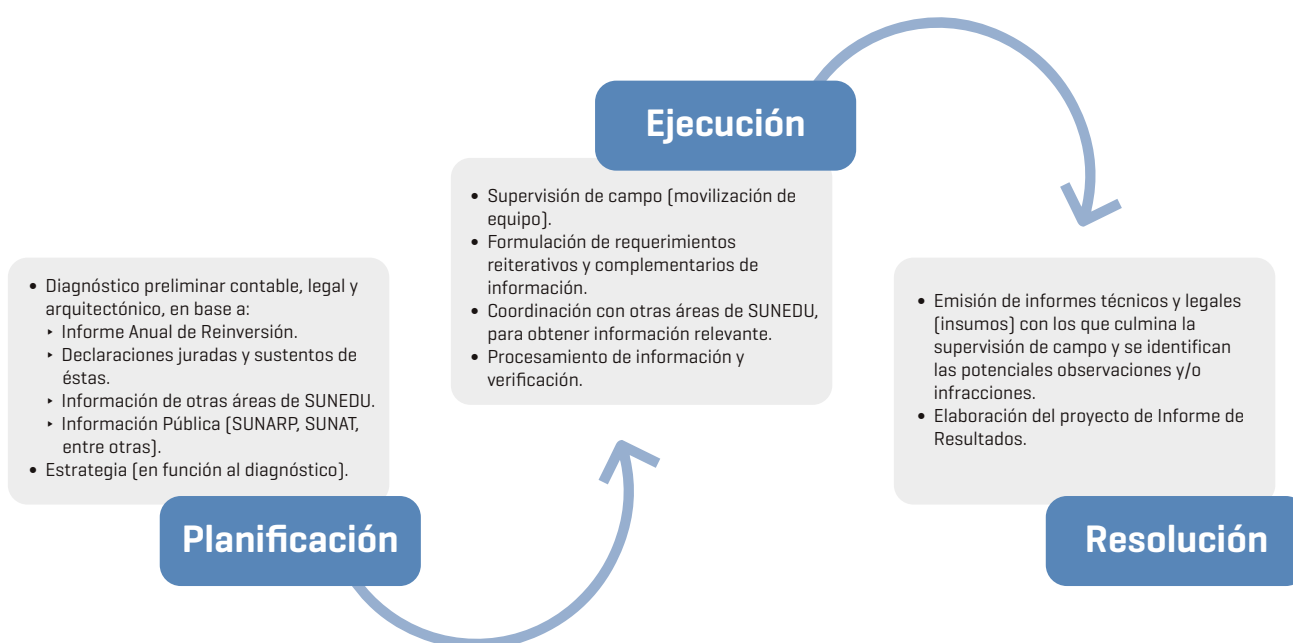 Planificación
• Diagnóstico preliminar contable, legal y
arquitectónico, en base a:
‣ Informe Anual de Reinversión.
‣ Declaraciones juradas y sustentos de
éstas.
‣ Información de otras áreas de SUNEDU.
‣ Información Pública (SUNARP, SUNAT,
entre otras).
• Estrategia (en función al diagnóstico).
Ejecución
• Supervisión de campo (movilización de
equipo).
• Formulación de requerimientos
reiterativos y complementarios de
información.
• Coordinación con otras áreas de SUNEDU,
para obtener información relevante.
• Procesamiento de información y
verificación.
Resolución
• Emisión de informes técnicos y legales
(insumos) con los que culmina la
supervisión de campo y se identifican
las potenciales observaciones y/o
infracciones.
• Elaboración del proyecto de Informe de
Resultados.